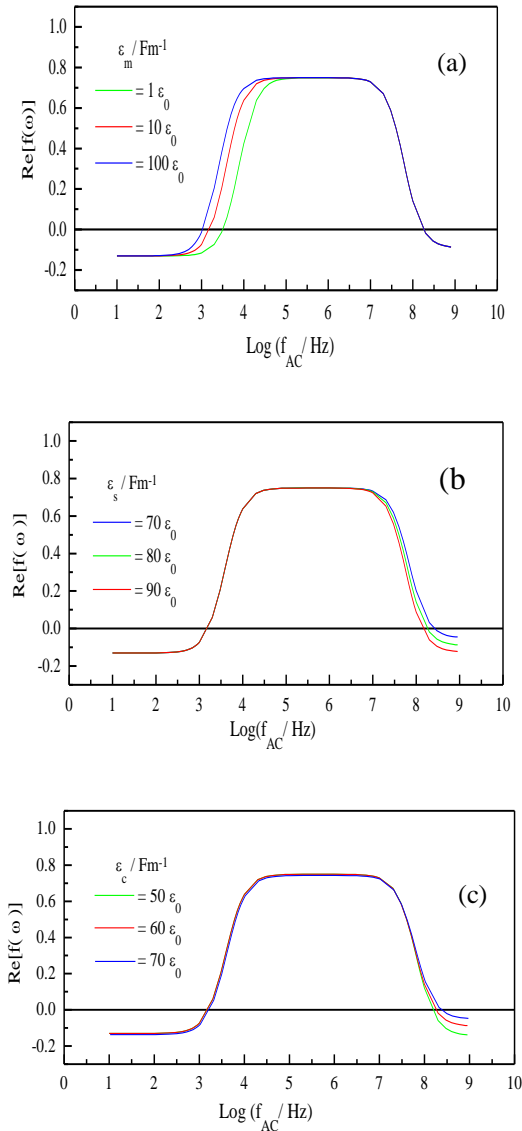 (a)
ε_m / Fm⁻¹
= 1 ε_0
= 10 ε_0
= 100 ε_0
Re[f(ω)]
1.0
0.8
0.6
0.4
0.2
0.0
-0.2
0 1 2 3 4 5 6 7 8 9 10
Log (f_AC / Hz)
(b
ε_s / Fm⁻¹
= 70 ε_0
= 80 ε_0
= 90 ε_0
Re[f( ω )]
1.0
0.8
0.6
0.4
0.2
0.0
-0.2
0 1 2 3 4 5 6 7 8 9 10
Log(f_AC / Hz)
(c)
ε_c / Fm⁻¹
= 50 ε_0
= 60 ε_0
= 70 ε_0
Re[f( ω )]
1.0
0.8
0.6
0.4
0.2
0.0
-0.2
0 1 2 3 4 5 6 7 8 9 10
Log (f_AC / Hz)